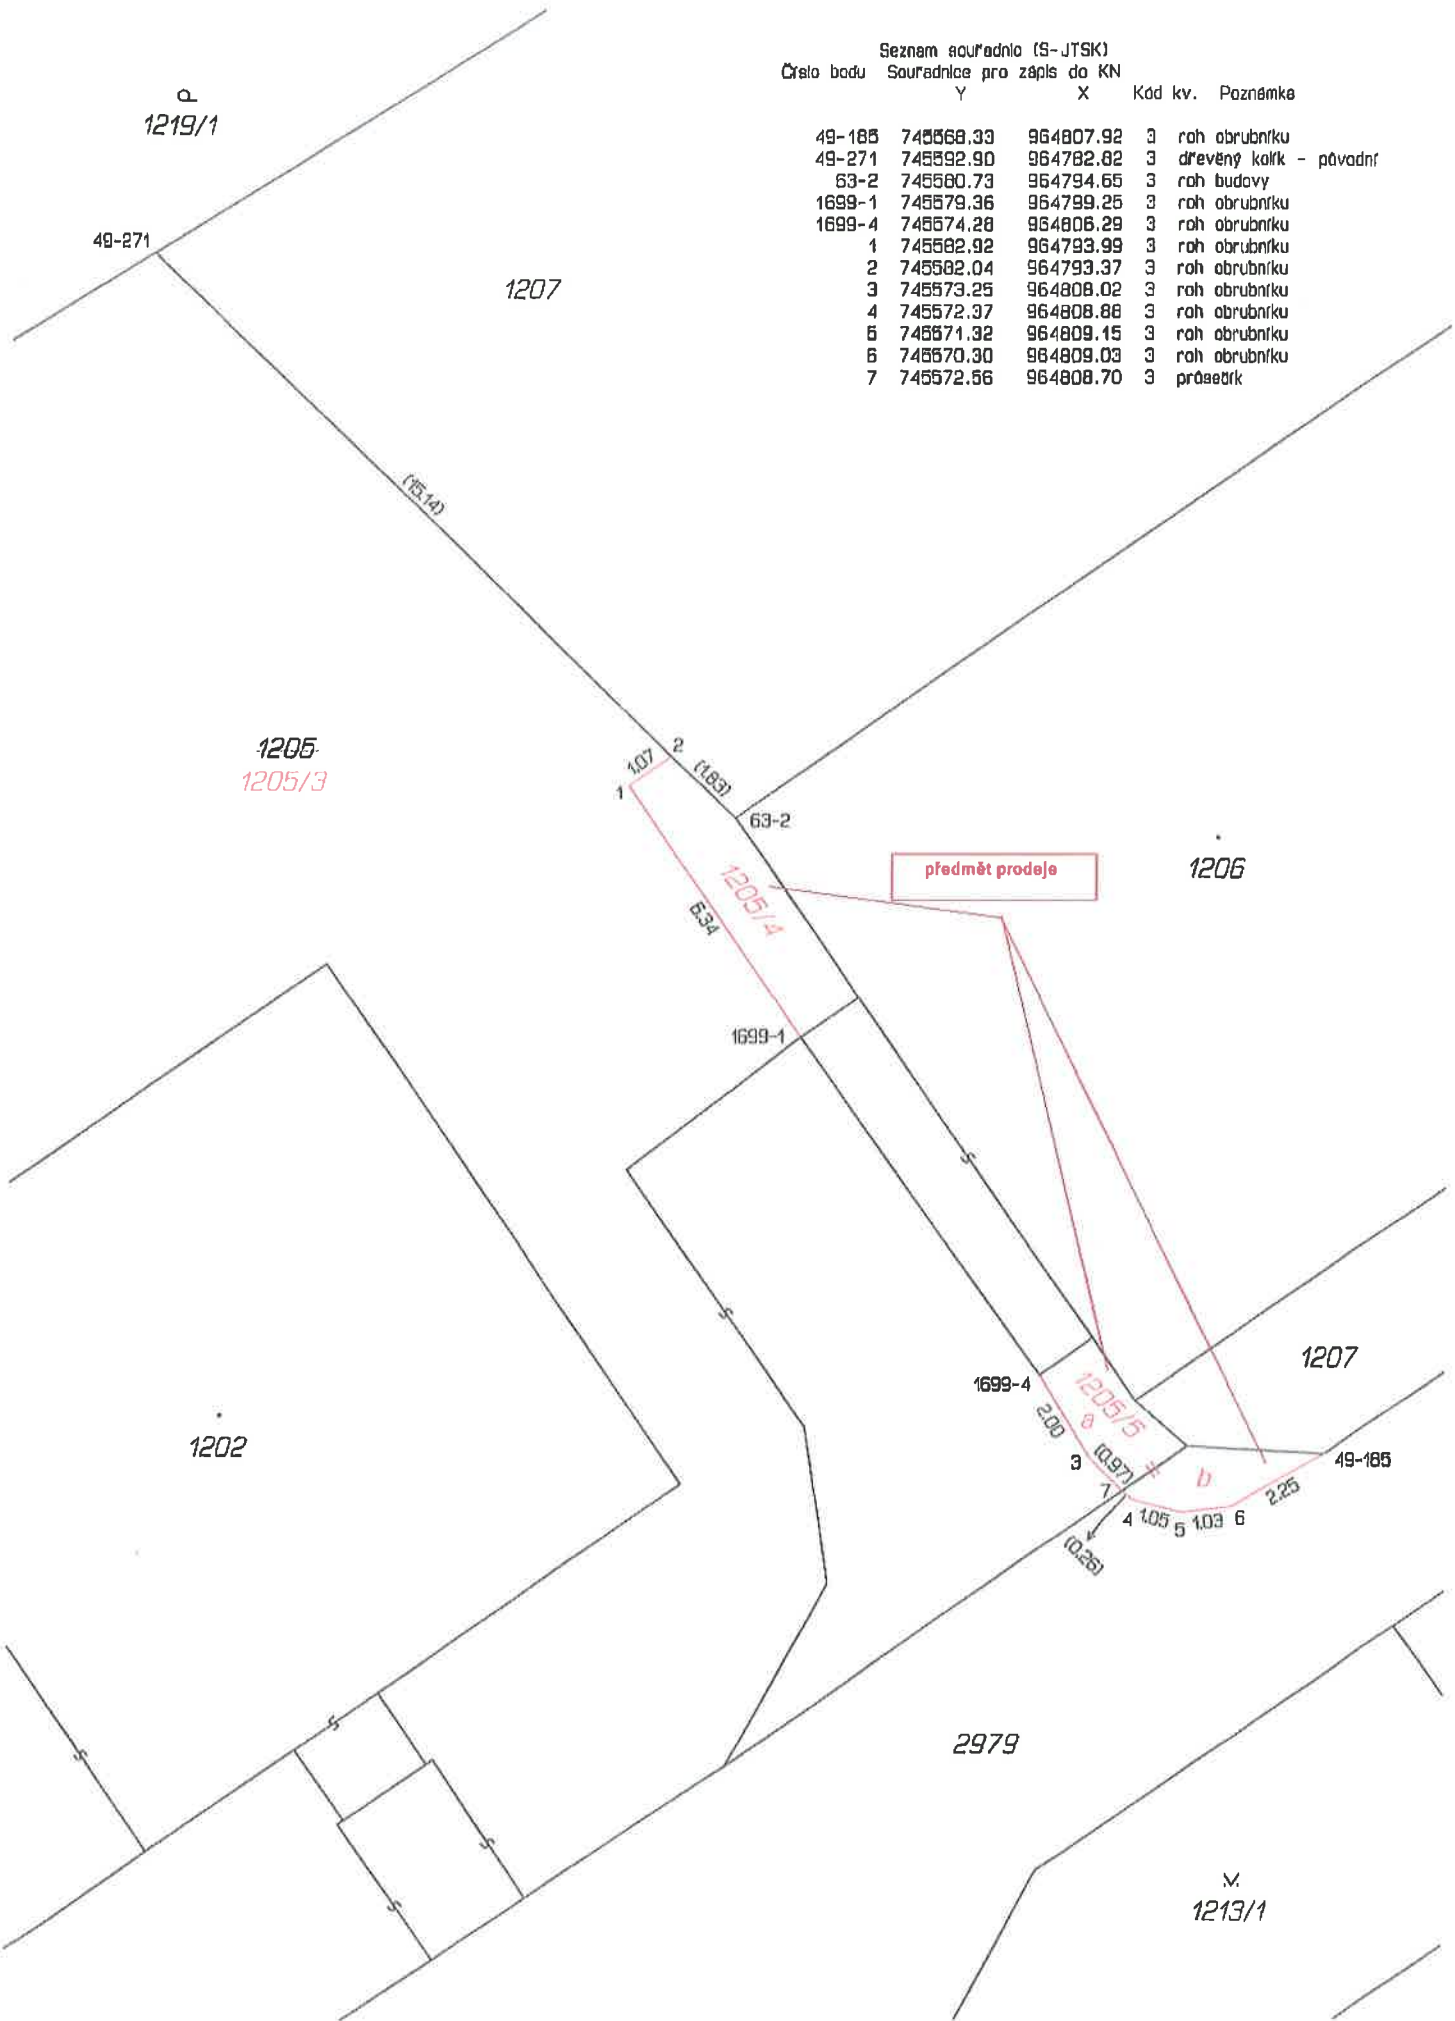 Seznam souřadnic (S-JTSK)
Číslo bodu Souřadnice pro zápis do KN
Y X Kód kv. Poznámka
49-185 745568.33 964807.92 3 roh obrubníku
49-271 745592.90 964782.82 3 dřevěný kolík - původní
63-2 745580.73 964794.65 3 roh budovy
1699-1 745579.36 964799.25 3 roh obrubníku
1699-4 745574.28 964806.29 3 roh obrubníku
1 745582.92 964793.99 3 roh obrubníku
2 745582.04 964793.37 3 roh obrubníku
3 745573.25 964808.02 3 roh obrubníku
4 745572.37 964808.88 3 roh obrubníku
5 745571.32 964809.15 3 roh obrubníku
6 745570.30 964809.03 3 roh obrubníku
7 745572.56 964808.70 3 průsečík
1219/1
49-271
1207
(15.14)
1205
1205/3
2
1.07
(1.83)
1
63-2
1205/4
6.34
předmět prodeje
1206
1699-1
1207
1699-4
1205/5
a
2.00
3
(0.97)
7
b
49-185
2.25
4 1.05 5 1.03 6
(0.26)
1202
2979
1213/1